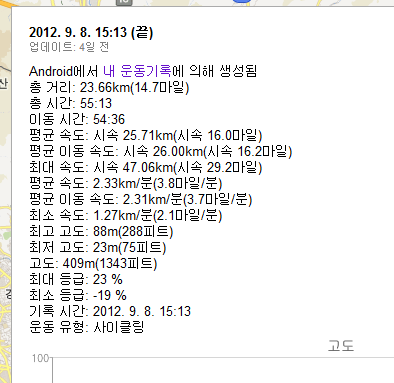 2012. 9. 8. 15:13 (끝)
업데이트: 4일 전
Android에서 내 운동기록에 의해 생성됨
총 거리: 23.66km(14.7마일)
총 시간: 55:13
이동 시간: 54:36
평균 속도: 시속 25.71km(시속 16.0마일)
평균 이동 속도: 시속 26.00km(시속 16.2마일)
최대 속도: 시속 47.06km(시속 29.2마일)
평균 속도: 2.33km/분(3.8마일/분)
평균 이동 속도: 2.31km/분(3.7마일/분)
최소 속도: 1.27km/분(2.1마일/분)
최고 고도: 88m(288피트)
최저 고도: 23m(75피트)
고도: 409m(1343피트)
최대 등급: 23 %
최소 등급: -19 %
기록 시간: 2012. 9. 8. 15:13
운동 유형: 사이클링
고도
100